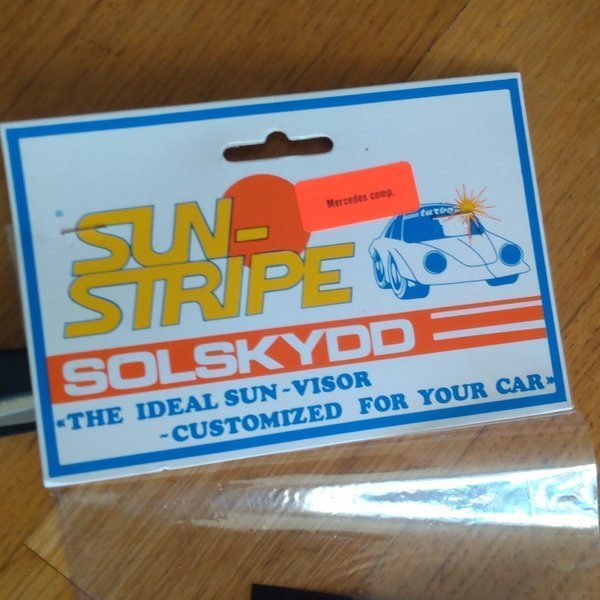 Mercedes comp.
turbo
SUN-
STRIPE
SOLSKYDD
«THE IDEAL SUN-VISOR
-CUSTOMIZED FOR YOUR CAR»